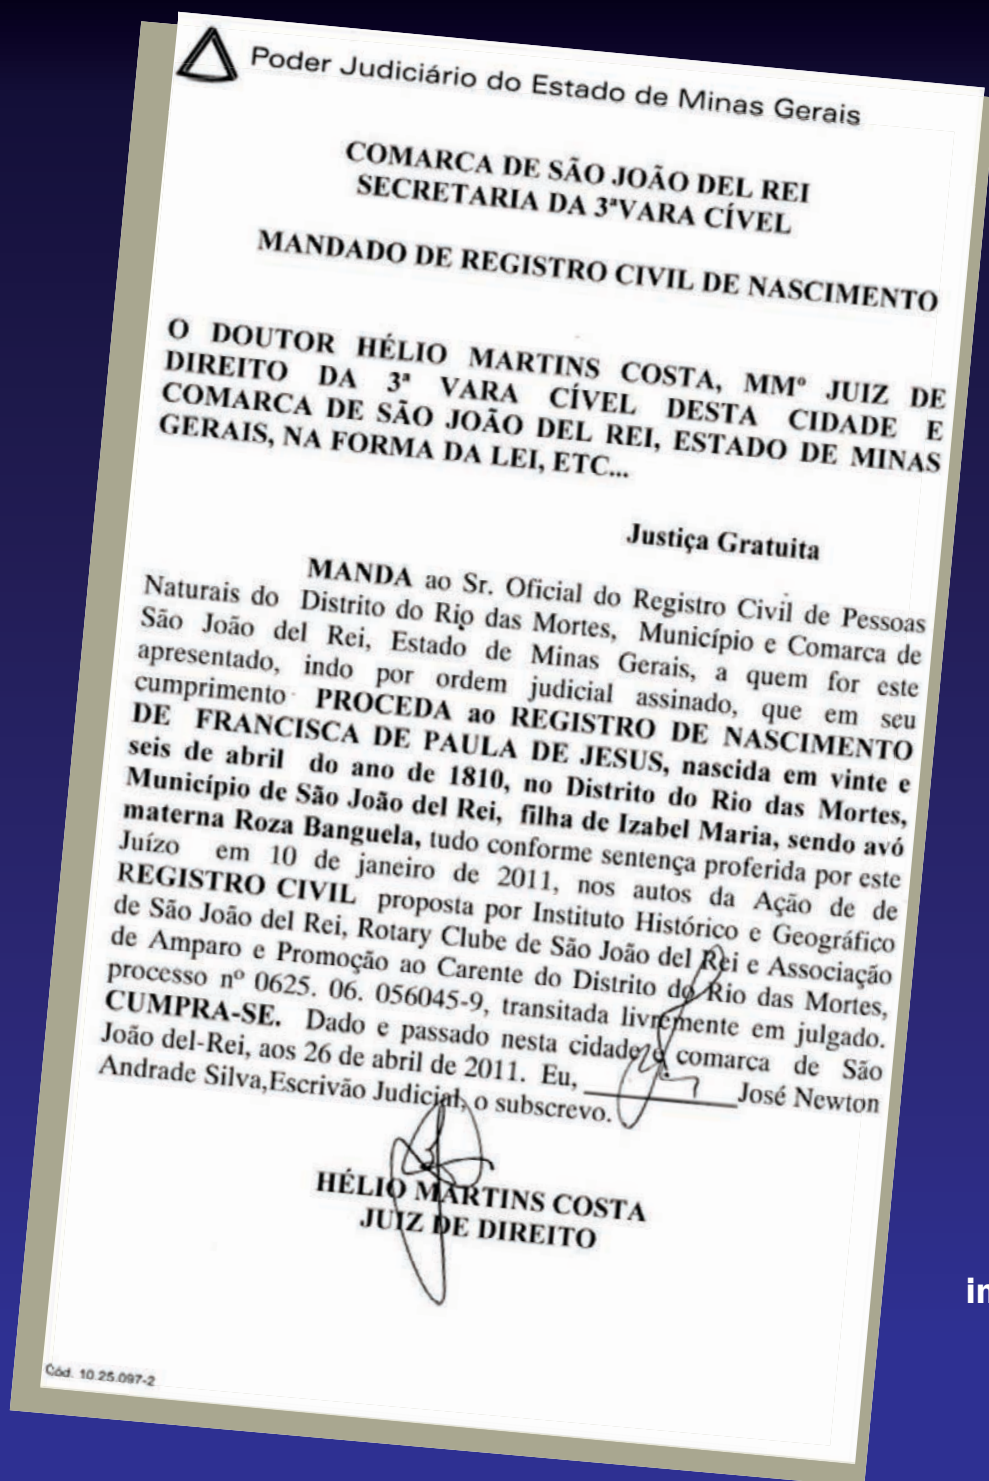 Poder Judiciário do Estado de Minas Gerais
COMARCA DE SÃO JOÃO DEL REI
SECRETARIA DA 3ªVARA CÍVEL
MANDADO DE REGISTRO CIVIL DE NASCIMENTO
O DOUTOR HÉLIO MARTINS COSTA, MMº JUIZ DE
DIREITO DA 3ª VARA CÍVEL DESTA CIDADE E
COMARCA DE SÃO JOÃO DEL REI, ESTADO DE MINAS
GERAIS, NA FORMA DA LEI, ETC...
Justiça Gratuita
MANDA ao Sr. Oficial do Registro Civil de Pessoas
Naturais do Distrito do Rio das Mortes, Município e Comarca de
São João del Rei, Estado de Minas Gerais, a quem for este
apresentado, indo por ordem judicial assinado, que em seu
cumprimento PROCEDA ao REGISTRO DE NASCIMENTO
DE FRANCISCA DE PAULA DE JESUS, nascida em vinte e
seis de abril do ano de 1810, no Distrito do Rio das Mortes,
Município de São João del Rei, filha de Izabel Maria, sendo avó
materna Roza Banguela, tudo conforme sentença proferida por este
Juízo em 10 de janeiro de 2011, nos autos da Ação de de
REGISTRO CIVIL proposta por Instituto Histórico e Geográfico
de São João del Rei, Rotary Clube de São João del Rei e Associação
de Amparo e Promoção ao Carente do Distrito do Rio das Mortes,
processo nº 0625. 06. 056045-9, transitada livremente em julgado.
CUMPRA-SE. Dado e passado nesta cidade e comarca de São
João del-Rei, aos 26 de abril de 2011. Eu, José Newton
Andrade Silva,Escrivão Judicial, o subscrevo.
HÉLIO MARTINS COSTA
JUIZ DE DIREITO
Cód. 10.25.097-2